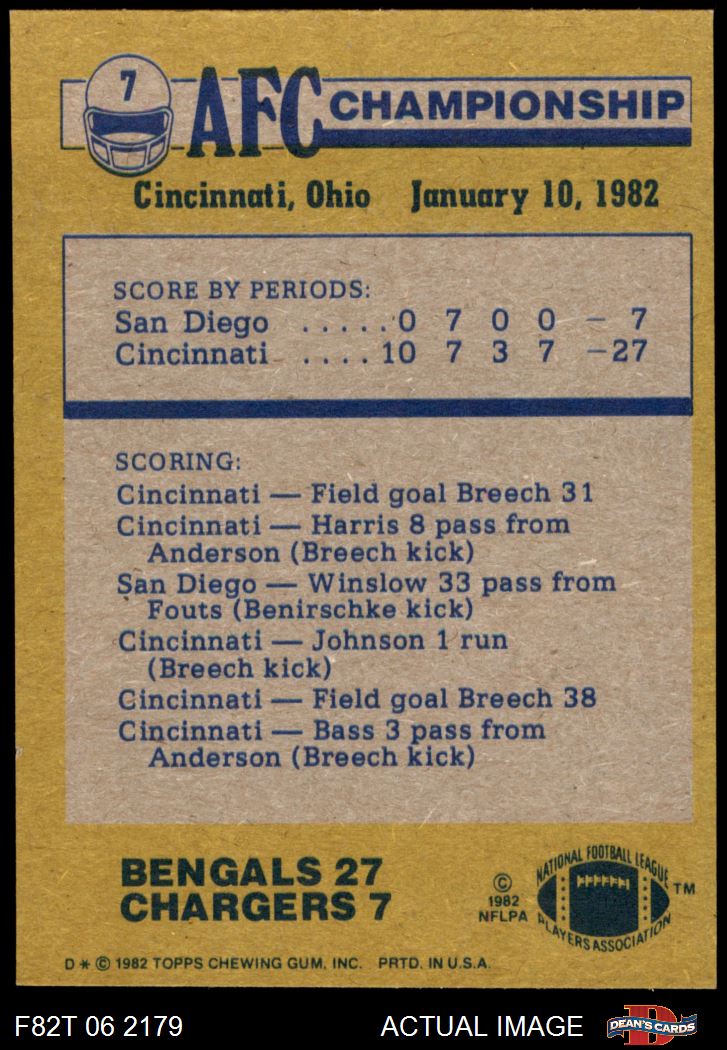 7
AFC CHAMPIONSHIP
Cincinnati, Ohio January 10, 1982
SCORE BY PERIODS:
San Diego .....0 7 0 0 — 7
Cincinnati ....10 7 3 7 —27
SCORING:
Cincinnati — Field goal Breech 31
Cincinnati — Harris 8 pass from
Anderson (Breech kick)
San Diego — Winslow 33 pass from
Fouts (Benirschke kick)
Cincinnati — Johnson 1 run
(Breech kick)
Cincinnati — Field goal Breech 38
Cincinnati — Bass 3 pass from
Anderson (Breech kick)
BENGALS 27
CHARGERS 7
©
1982
NFLPA
NATIONAL FOOTBALL LEAGUE
PLAYERS ASSOCIATION
TM
D * © 1982 TOPPS CHEWING GUM, INC. PRTD. IN U.S.A.
F82T 06 2179 ACTUAL IMAGE
D
DEAN'S CARDS